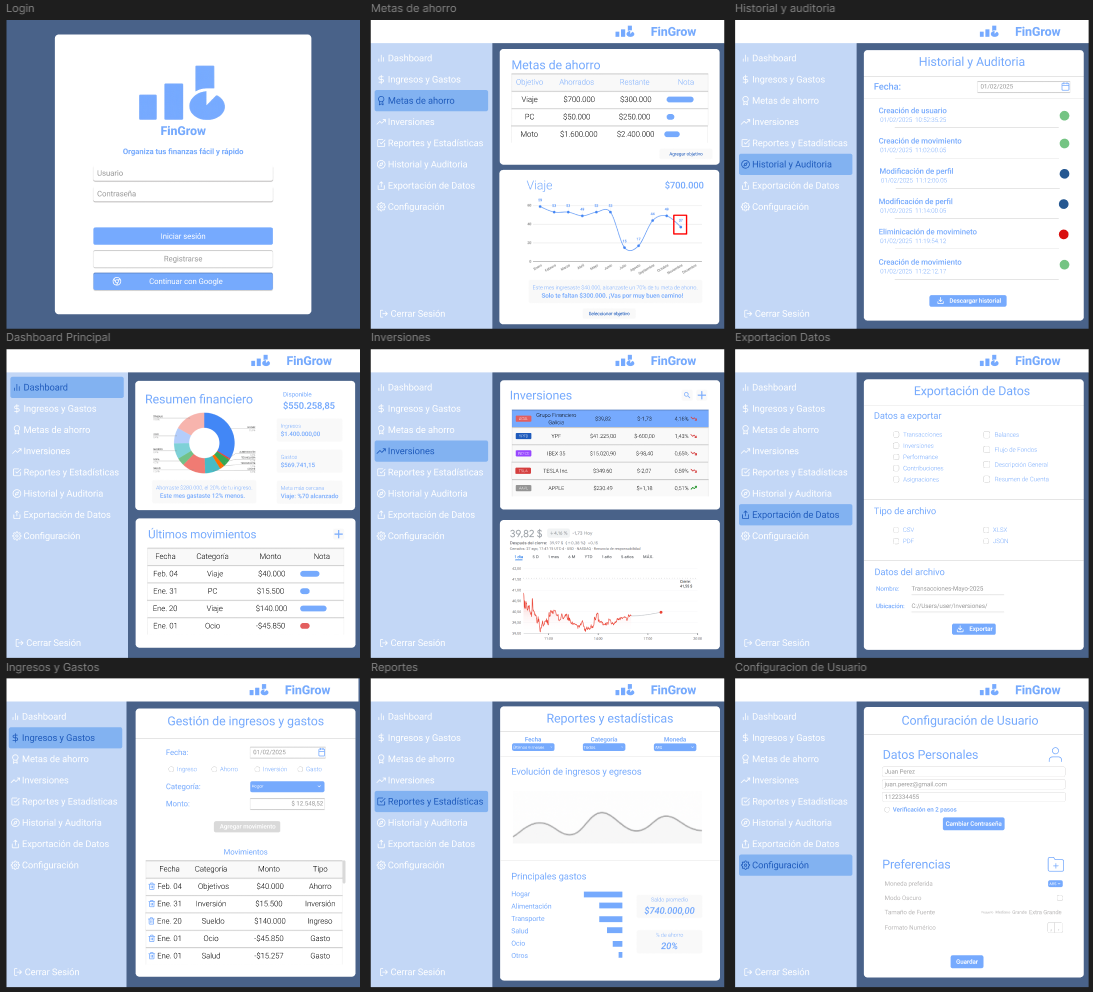 Login
FinGrow
Organiza tus finanzas fácil y rápido
Usuario
Contraseña
Iniciar sesión
Registrarse
Continuar con Google
Metas de ahorro
FinGrow
Dashboard
Ingresos y Gastos
Metas de ahorro
Inversiones
Reportes y Estadísticas
Historial y Auditoria
Exportación de Datos
Configuración
Cerrar Sesión
Metas de ahorro
Objetivo Ahorrados Restante Nota
Viaje $700.000 $300.000
PC $50.000 $250.000
Moto $1.600.000 $2.400.000
Agregar objetivo
Viaje $700.000
Este mes ingresaste $40.000, alcanzaste un 70% de tu meta de ahorro.
Solo te faltan $300.000. ¡Vas por muy buen camino!
Seleccionar objetivo
Historial y auditoria
FinGrow
Dashboard
Ingresos y Gastos
Metas de ahorro
Inversiones
Reportes y Estadísticas
Historial y Auditoria
Exportación de Datos
Configuración
Cerrar Sesión
Historial y Auditoria
Fecha: 01/02/2025
Creación de usuario
01/02/2025 10:52:35:25
Creación de movimiento
01/02/2025 11:02:00:05
Modificación de perfil
01/02/2025 11:12:00:05
Modificación de perfil
01/02/2025 11:14:00:05
Eliminicación de movimineto
01/02/2025 11:19:54:12
Creación de movimiento
01/02/2025 11:22:12:17
Descargar historial
Dashboard Principal
FinGrow
Dashboard
Ingresos y Gastos
Metas de ahorro
Inversiones
Reportes y Estadísticas
Historial y Auditoria
Exportación de Datos
Configuración
Cerrar Sesión
Resumen financiero
Disponible
$550.258,85
Ingresos
$1.400.000,00
$569.741,15
Ahorraste $280.000, el 20% de tu ingreso.
Este mes gastaste 12% menos.
Meta más cercana
Viaje: %70 alcanzado
Últimos movimientos
Fecha Categoría Monto Nota
Feb. 04 Viaje $40.000
Ene. 31 PC $15.500
Ene. 20 Viaje $140.000
Ene. 01 Ocio -$45.850
Inversiones
FinGrow
Dashboard
Ingresos y Gastos
Metas de ahorro
Inversiones
Reportes y Estadísticas
Historial y Auditoria
Exportación de Datos
Configuración
Cerrar Sesión
Inversiones
Grupo Financiero Galicia $39,82 $-1,73 4.16%
YPF $41.225,00 $-600,00 1,43%
IBEX 35 $15.020,90 $-98,40 0,65%
TESLA Inc. $349.60 $-2,07 0.59%
APPLE $230.49 $+1,18 0,51%
39,82 $ -1,73 Hoy
1 día 5 D 1 mes 6 M YTD 1 año 5 años MÁX.
Exportacion Datos
FinGrow
Dashboard
Ingresos y Gastos
Metas de ahorro
Inversiones
Reportes y Estadísticas
Historial y Auditoria
Exportación de Datos
Configuración
Cerrar Sesión
Exportación de Datos
Datos a exportar
Transacciones Balances
Inversiones Flujo de Fondos
Performance
Contribuciones Descripcion General
Asignaciones Resumen de Cuenta
Tipo de archivo
CSV XLSX
PDF JSON
Datos del archivo
Nombre: Transacciones-Mayo-2025
Ubicación: C://Users/user/Inversiones/
Exportar
Ingresos y Gastos
FinGrow
Dashboard
Ingresos y Gastos
Metas de ahorro
Inversiones
Reportes y Estadísticas
Historial y Auditoria
Exportación de Datos
Configuración
Cerrar Sesión
Gestión de ingresos y gastos
Fecha: 01/02/2025
Ingreso Ahorro Inversion Gasto
Categoría: Hogar
Monto: $ 12 548,52
Agregar movimiento
Movimientos
Fecha Categoría Monto Tipo
Feb. 04 Objetivos $40.000 Ahorro
Ene. 31 Inversión $15.500 Inversión
Ene. 20 Sueldo $140.000 Ingreso
Ene. 01 Ocio -$45.850 Gasto
Ene. 01 Salud -$15.257 Gasto
Reportes
FinGrow
Dashboard
Ingresos y Gastos
Metas de ahorro
Inversiones
Reportes y Estadísticas
Historial y Auditoria
Exportación de Datos
Configuración
Cerrar Sesión
Reportes y estadísticas
Fecha Categoría Moneda
Evolución de ingresos y egresos
Principales gastos
Hogar
Alimentación
Transporte
Salud
Ocio
Otros
Saldo promedio
$740.000,00
% de ahorro
20%
Configuracion de Usuario
FinGrow
Dashboard
Ingresos y Gastos
Metas de ahorro
Inversiones
Reportes y Estadísticas
Historial y Auditoria
Exportación de Datos
Configuración
Cerrar Sesión
Configuración de Usuario
Datos Personales
Juan Perez
juan.perez@gmail.com
1122334455
Verificación en 2 pasos
Cambiar Contraseña
Preferencias
Moneda preferida
Modo Oscuro
Tamaño de Fuente Grande Extra Grande
Formato Numérico
Guardar